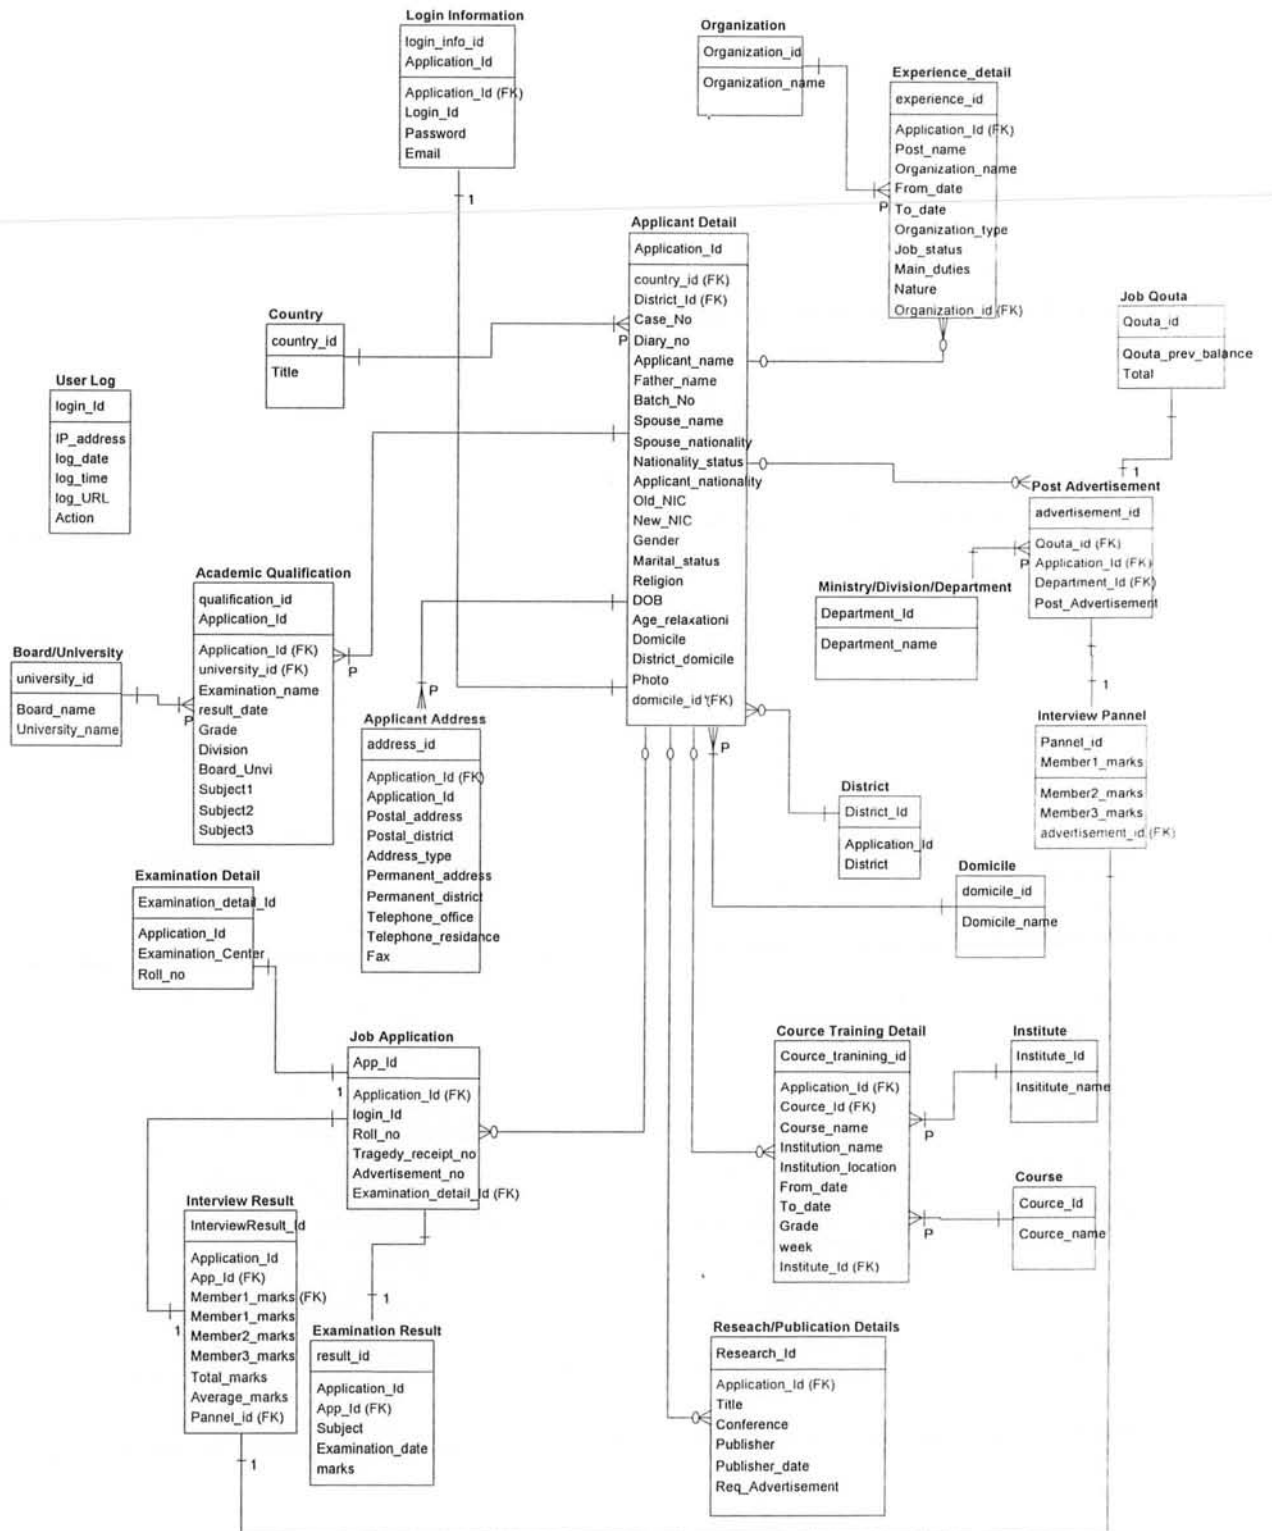 Login Information
login_info_id
Application_Id
Application_Id (FK)
Login_Id
Password
Email
1
Organization
Organization_id
Organization_name
Experience_detail
experience_id
Application_Id (FK)
Post_name
Organization_name
From_date
To_date
Organization_type
Job_status
Main_duties
Nature
Organization_id (FK)
P
Applicant Detail
Application_Id
country_id (FK)
District_Id (FK)
Case_No
Diary_no
Applicant_name
Father_name
Batch_No
Spouse_name
Spouse_nationality
Nationality_status
Applicant_nationality
Old_NIC
New_NIC
Gender
Marital_status
Religion
DOB
Age_relaxationi
Domicile
District_domicile
Photo
domicile_id (FK)
P
P
Job Qouta
Qouta_id
Qouta_prev_balance
Total
1
Country
country_id
Title
User Log
login_Id
IP_address
log_date
log_time
log_URL
Action
Post Advertisement
advertisement_id
Qouta_id (FK)
Application_Id (FK)
Department_Id (FK)
Post_Advertisement
P
1
Ministry/Division/Department
Department_Id
Department_name
Academic Qualification
qualification_id
Application_Id
Application_Id (FK)
university_id (FK)
Examination_name
result_date
Grade
Division
Board_Unvi
Subject1
Subject2
Subject3
P
P
Board/University
university_id
Board_name
University_name
P
Applicant Address
address_id
Application_Id (FK)
Application_Id
Postal_address
Postal_district
Address_type
Permanent_address
Permanent_district
Telephone_office
Telephone_residance
Fax
Interview Pannel
Pannel_id
Member1_marks
Member2_marks
Member3_marks
advertisement_id (FK)
District
District_Id
Application_Id
District
Domicile
domicile_id
Domicile_name
Examination Detail
Examination_detail_Id
Application_Id
Examination_Center
Roll_no
Job Application
App_Id
Application_Id (FK)
login_Id
Roll_no
Tragedy_receipt_no
Advertisement_no
Examination_detail_Id (FK)
1
Cource Training Detail
Cource_tranining_id
Application_Id (FK)
Cource_Id (FK)
Course_name
Institution_name
Institution_location
From_date
To_date
Grade
week
Institute_Id (FK)
P
P
Institute
Institute_Id
Insititute_name
Course
Cource_Id
Cource_name
Interview Result
InterviewResult_Id
Application_Id
App_Id (FK)
Member1_marks (FK)
Member1_marks
Member2_marks
Member3_marks
Total_marks
Average_marks
Pannel_id (FK)
1
1
1
Examination Result
result_id
Application_Id
App_Id (FK)
Subject
Examination_date
marks
Reseach/Publication Details
Research_Id
Application_Id (FK)
Title
Conference
Publisher
Publisher_date
Req_Advertisement